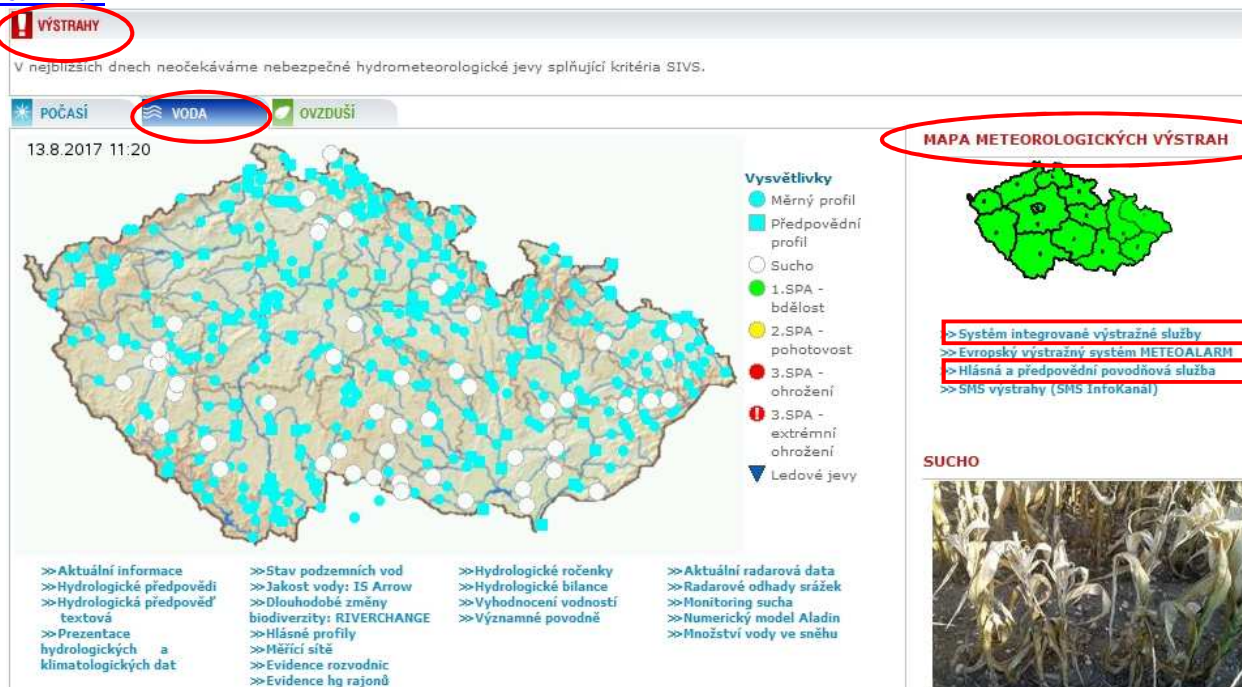 VÝSTRAHY
V nejbližších dnech neočekáváme nebezpečné hydrometeorologické jevy splňující kritéria SIVS.
POČASÍ
VODA
OVZDUŠÍ
13.8.2017 11:20
Vysvětlivky
Měrný profil
Předpovědní
profil
Sucho
1.SPA -
bdělost
2.SPA -
pohotovost
3.SPA -
ohrožení
3.SPA -
extrémní
ohrožení
Ledové jevy
MAPA METEOROLOGICKÝCH VÝSTRAH
>>Systém integrované výstražné služby
>>Evropský výstražný systém METEOALARM
>>Hlásná a předpovědní povodňová služba
>>SMS výstrahy (SMS InfoKanál)
SUCHO
>>Aktuální informace
>>Hydrologické předpovědi
>>Hydrologická předpověď
textová
>>Prezentace
hydrologických a
klimatologických dat
>>Stav podzemních vod
>>Jakost vody: IS Arrow
>>Dlouhodobé změny
biodiverzity: RIVERCHANGE
>>Hlásné profily
>>Měřící sítě
>>Evidence rozvodnic
>>Evidence hg rajonů
>>Hydrologické ročenky
>>Hydrologické bilance
>>Vyhodnocení vodností
>>Významné povodně
>>Aktuální radarová data
>>Radarové odhady srážek
>>Monitoring sucha
>>Numerický model Aladin
>>Množství vody ve sněhu